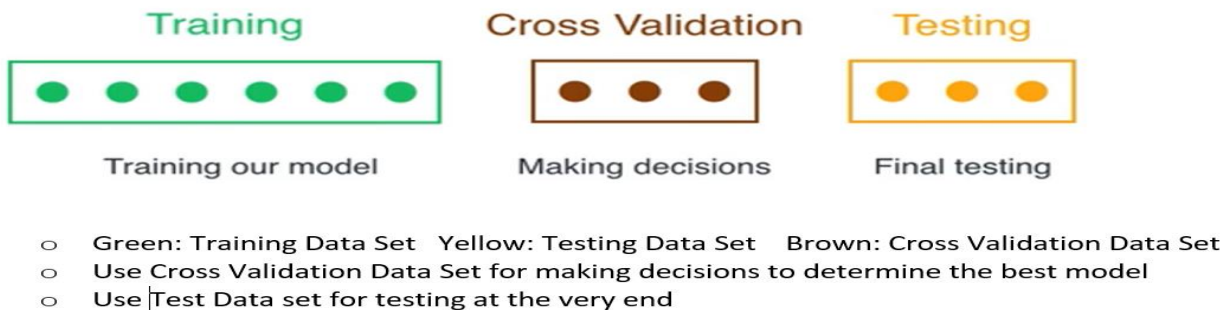 Training Cross Validation Testing
Training our model Making decisions Final testing
o Green: Training Data Set Yellow: Testing Data Set Brown: Cross Validation Data Set
o Use Cross Validation Data Set for making decisions to determine the best model
o Use Test Data set for testing at the very end